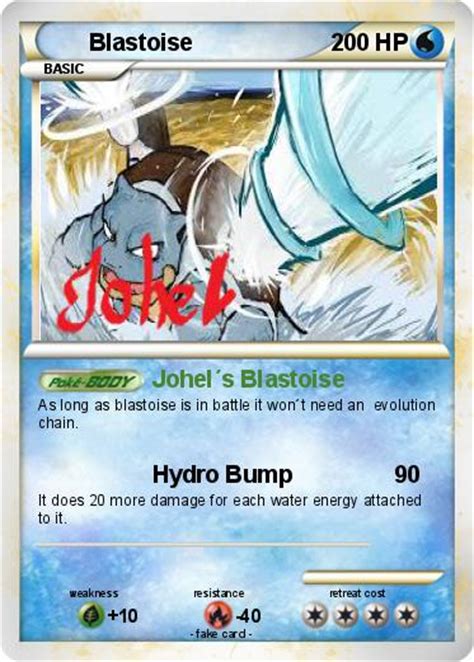 Blastoise 200 HP
BASIC
Johel
Poké-BODY Johel´s Blastoise
As long as blastoise is in battle it won´t need an evolution
chain.
Hydro Bump 90
It does 20 more damage for each water energy attached
to it.
weakness resistance retreat cost
+10 -40
- fake card -